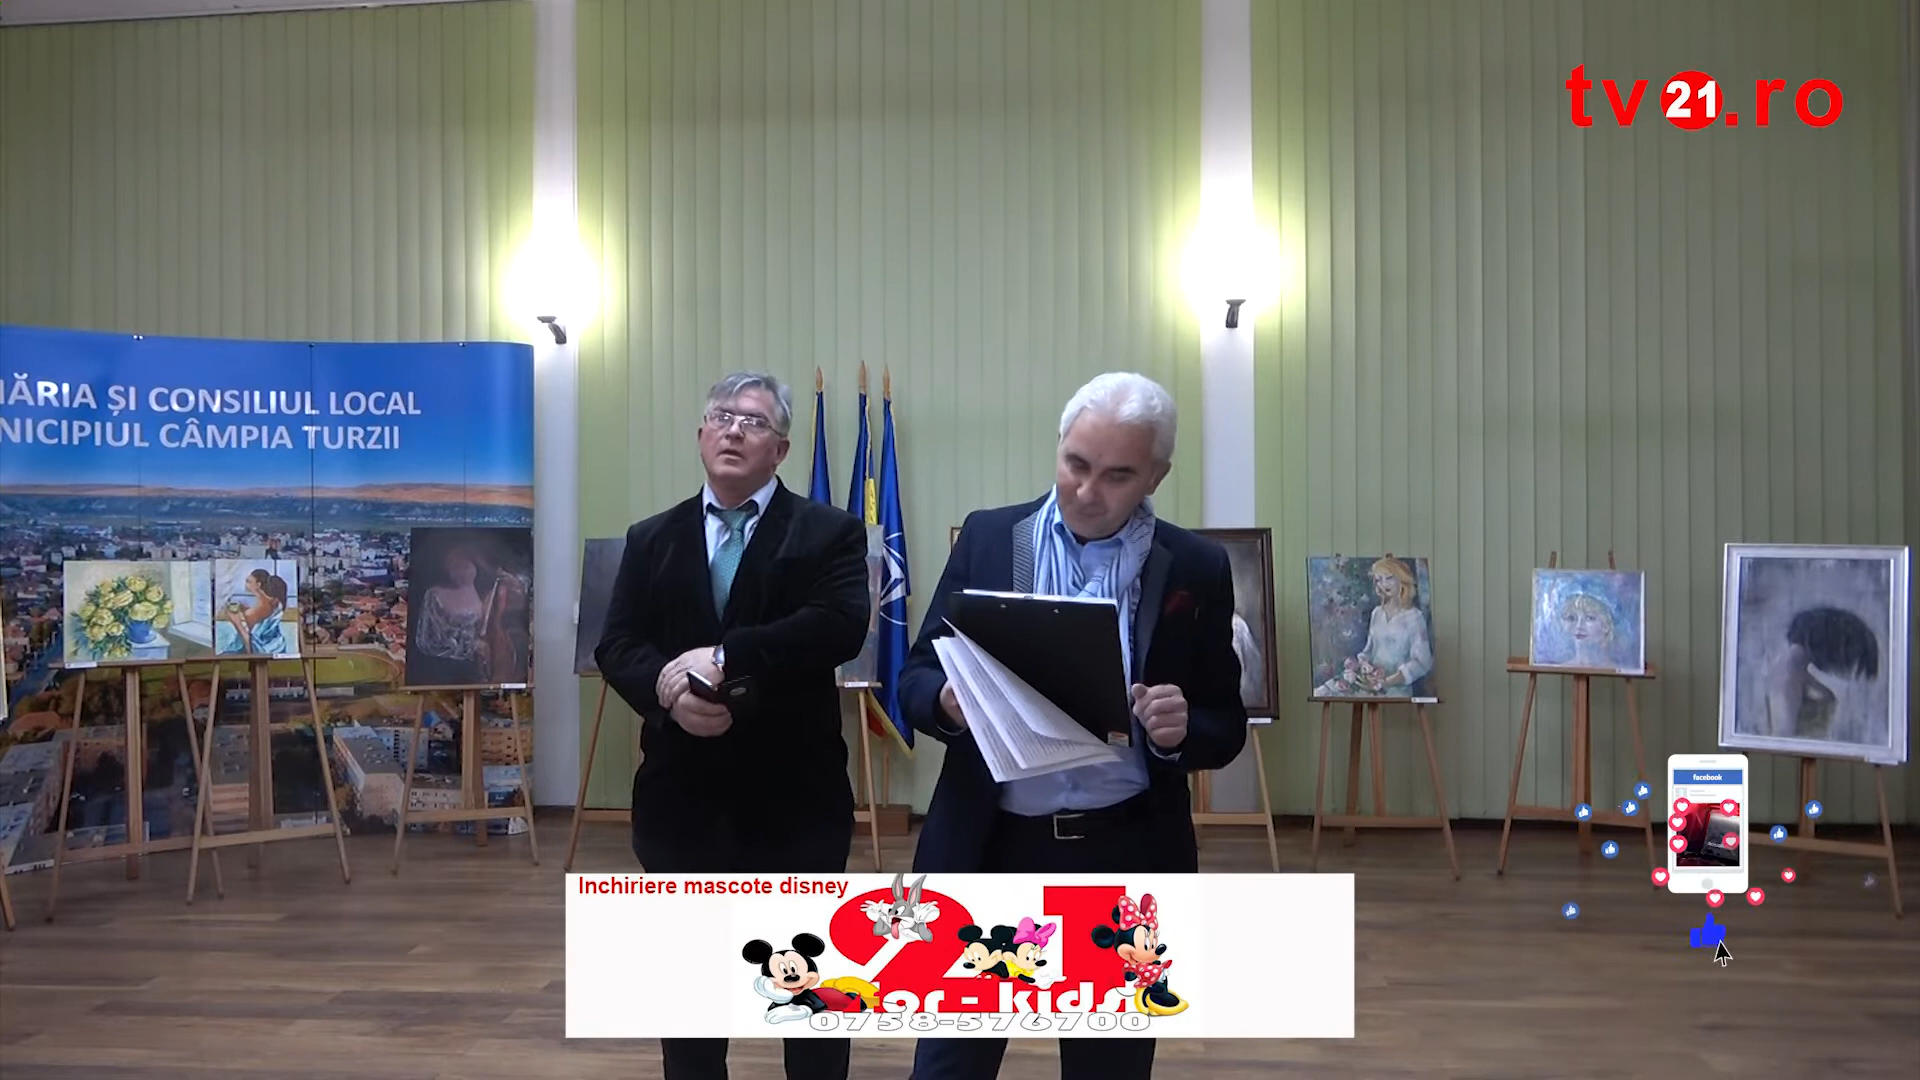 tv21.ro
ĂRIA ȘI CONSILIUL LOCAL
NICIPIUL CÂMPIA TURZII
facebook
Inchiriere mascote disney
21
for-kids
0758-576700